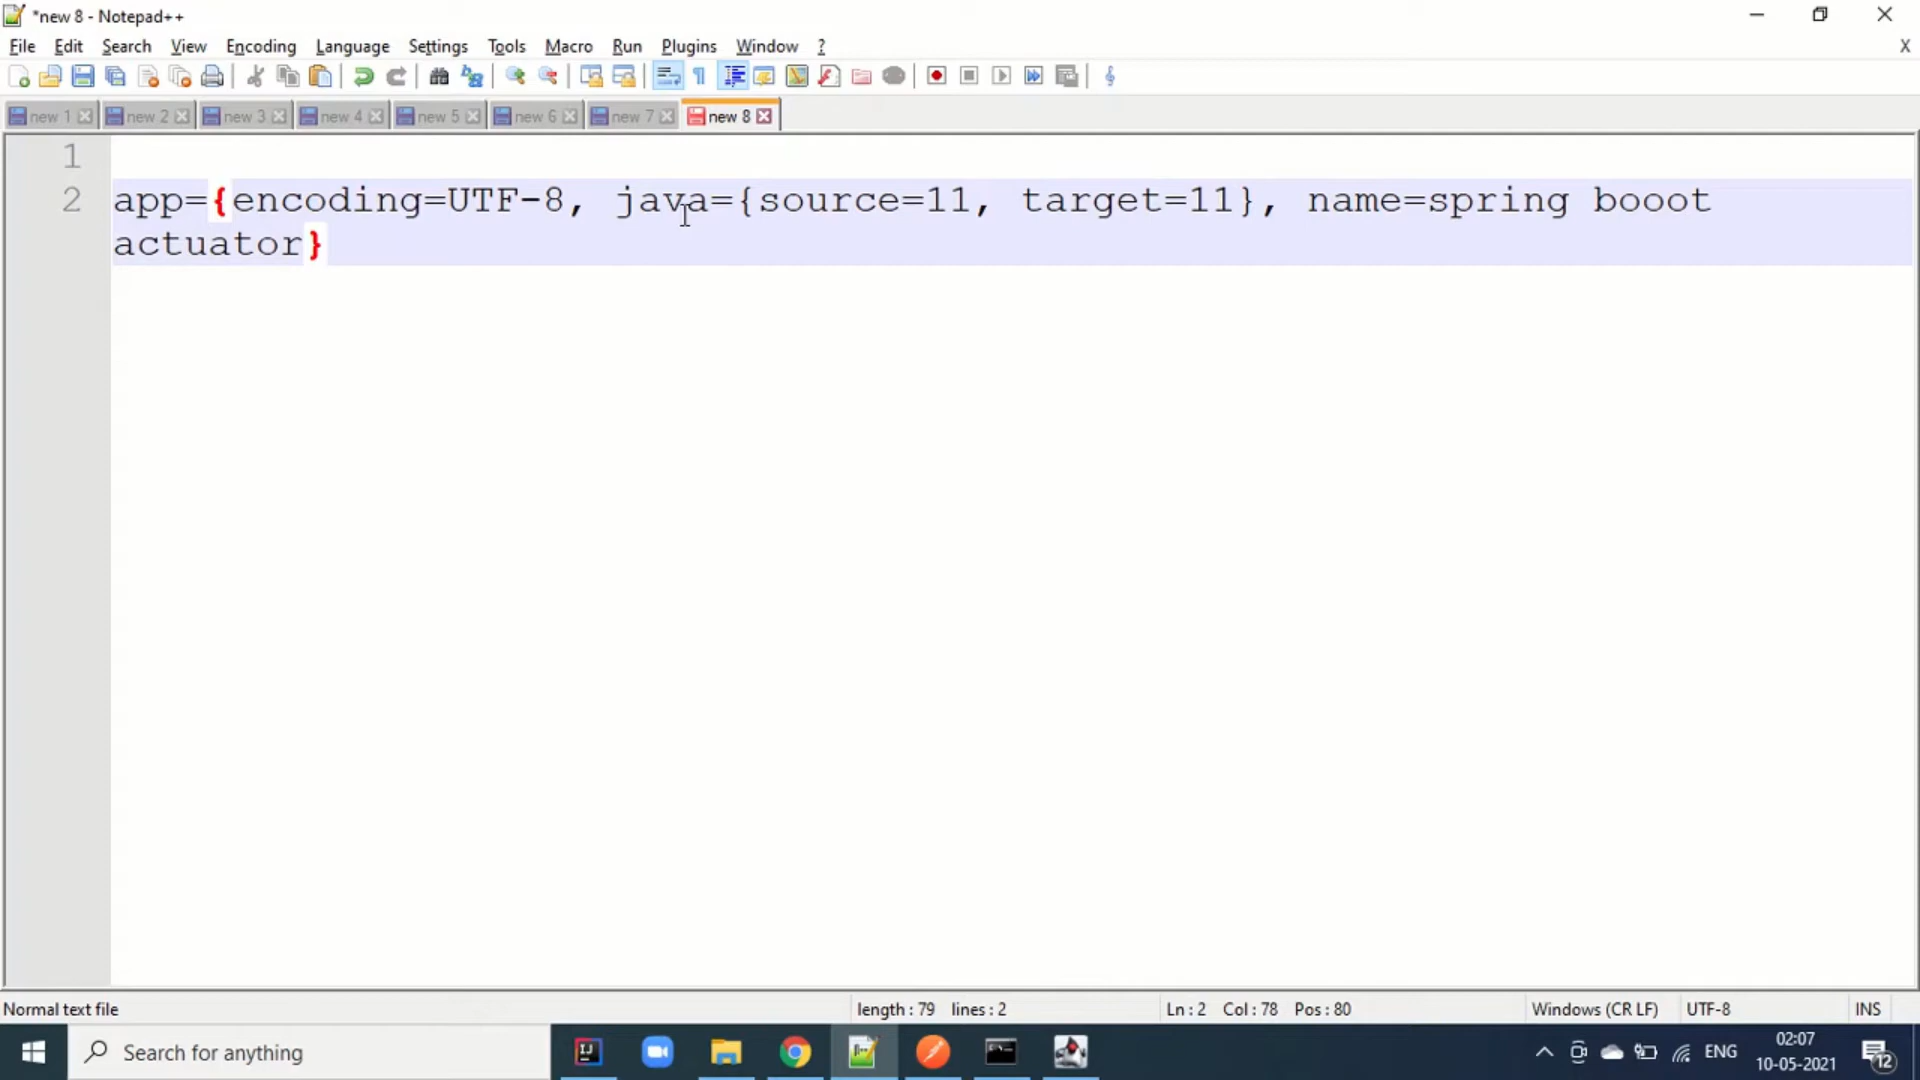 *new 8 - Notepad++
File Edit Search View Encoding Language Settings Tools Macro Run Plugins Window ? X
new 1 new 2 new 3 new 4 new 5 new 6 new 7 new 8
1
2 app={encoding=UTF-8, java={source=11, target=11}, name=spring booot
actuator}
Normal text file length : 79 lines : 2 Ln : 2 Col : 78 Pos : 80 Windows (CR LF) UTF-8 INS
Search for anything ENG 02:07
10-05-2021 12